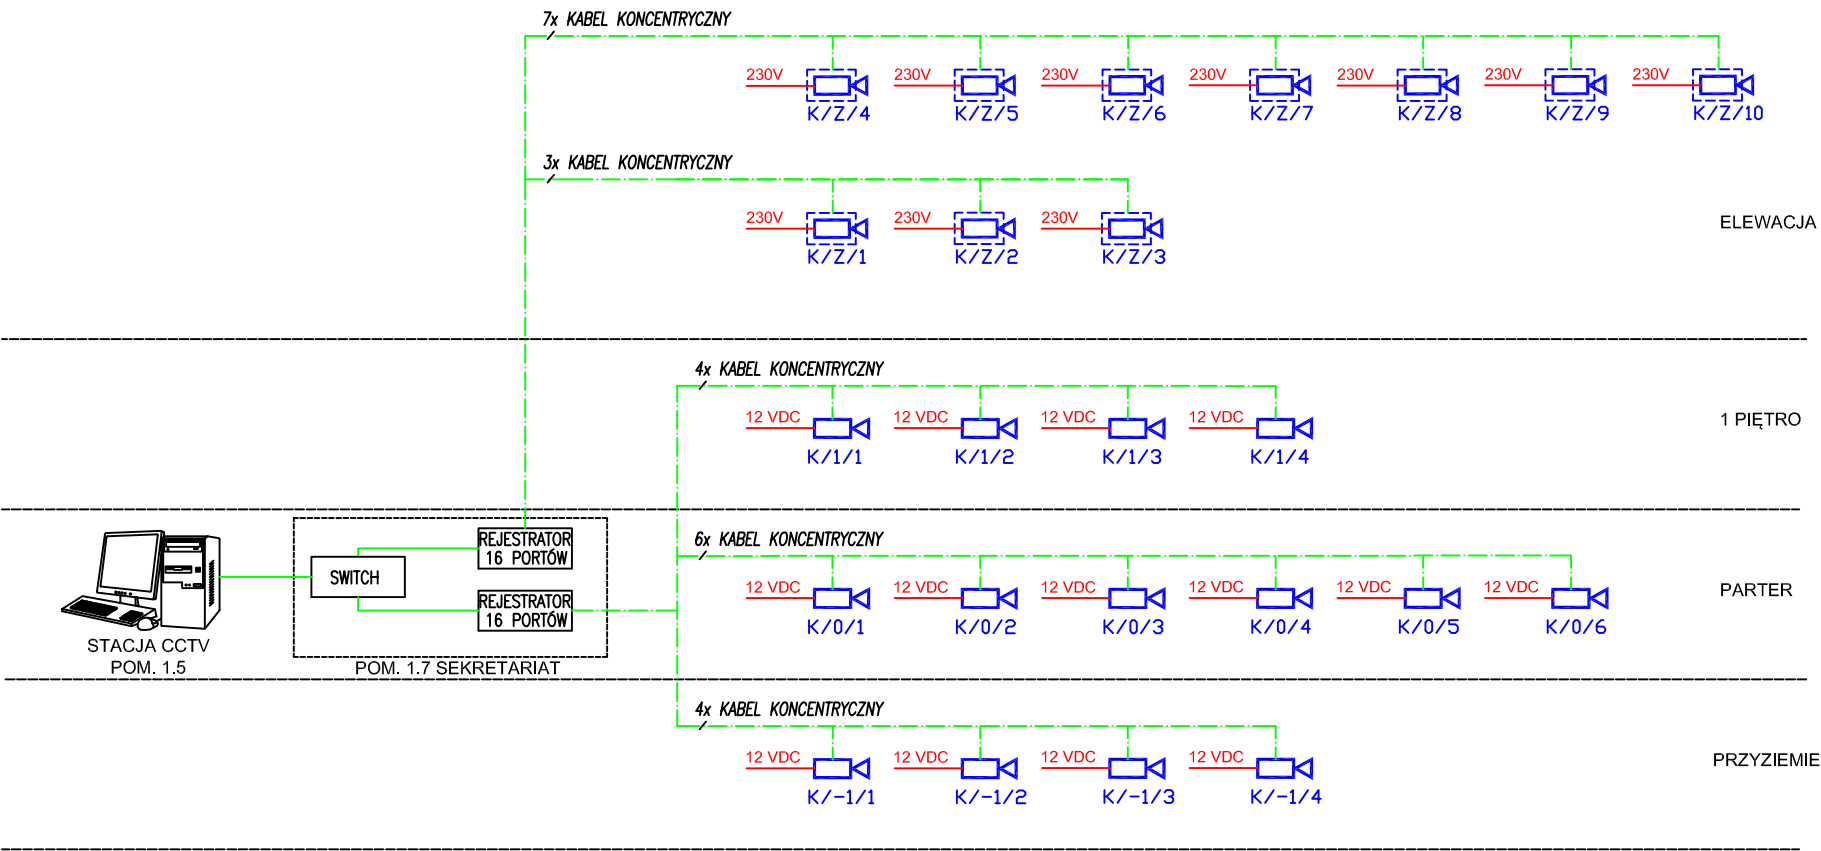 7x KABEL KONCENTRYCZNY
230V 230V 230V 230V 230V 230V 230V
K/Z/4 K/Z/5 K/Z/6 K/Z/7 K/Z/8 K/Z/9 K/Z/10
3x KABEL KONCENTRYCZNY
230V 230V 230V
K/Z/1 K/Z/2 K/Z/3
ELEWACJA
4x KABEL KONCENTRYCZNY
12 VDC 12 VDC 12 VDC 12 VDC
K/1/1 K/1/2 K/1/3 K/1/4
1 PIĘTRO
STACJA CCTV
POM. 1.5
SWITCH
REJESTRATOR
16 PORTÓW
REJESTRATOR
16 PORTÓW
POM. 1.7 SEKRETARIAT
6x KABEL KONCENTRYCZNY
12 VDC 12 VDC 12 VDC 12 VDC 12 VDC 12 VDC
K/0/1 K/0/2 K/0/3 K/0/4 K/0/5 K/0/6
PARTER
4x KABEL KONCENTRYCZNY
12 VDC 12 VDC 12 VDC 12 VDC
K/-1/1 K/-1/2 K/-1/3 K/-1/4
PRZYZIEMIE